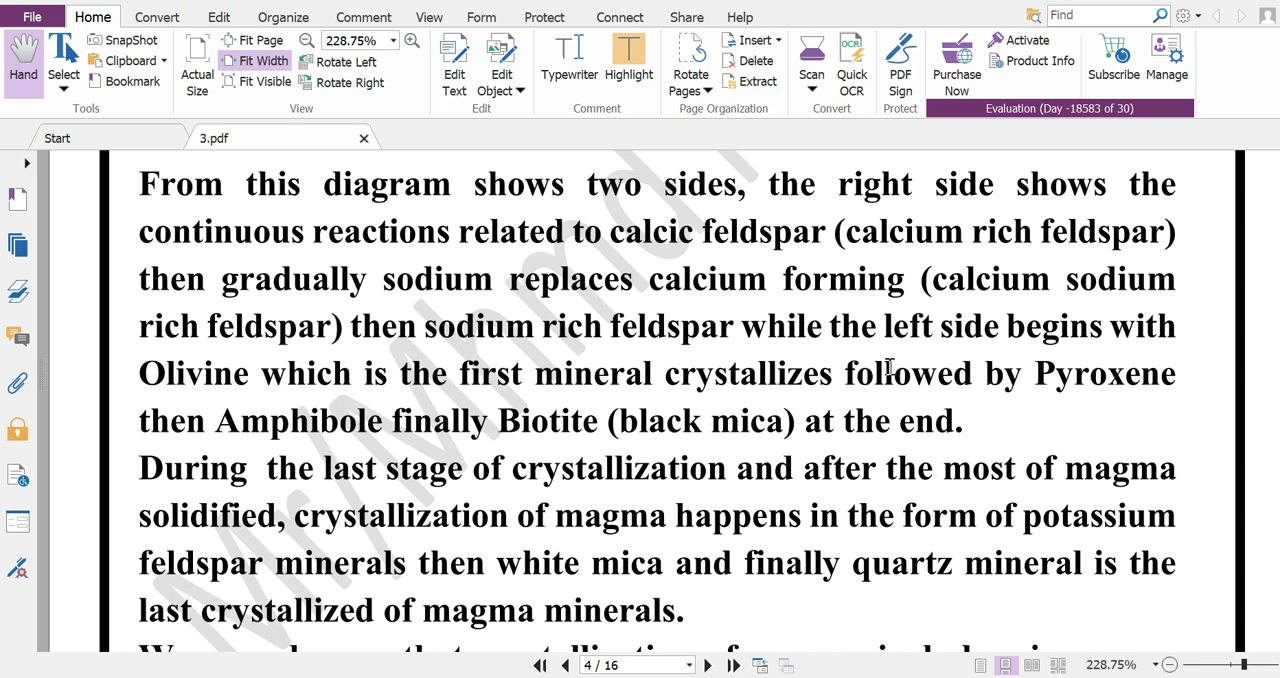 File Home Convert Edit Organize Comment View Form Protect Connect Share Help Find
Hand Select SnapShot Clipboard Bookmark
Tools
Actual Size Fit Page Fit Width Fit Visible 228.75% Rotate Left Rotate Right
View
Edit Text Edit Object
Edit
Typewriter Highlight
Comment
Rotate Pages Insert Delete Extract
Page Organization
Scan Quick OCR
Convert
PDF Sign
Protect
Purchase Now Activate Product Info Subscribe Manage
Evaluation (Day -18583 of 30)
Start 3.pdf
From this diagram shows two sides, the right side shows the
continuous reactions related to calcic feldspar (calcium rich feldspar)
then gradually sodium replaces calcium forming (calcium sodium
rich feldspar) then sodium rich feldspar while the left side begins with
Olivine which is the first mineral crystallizes followed by Pyroxene
then Amphibole finally Biotite (black mica) at the end.
During the last stage of crystallization and after the most of magma
solidified, crystallization of magma happens in the form of potassium
feldspar minerals then white mica and finally quartz mineral is the
last crystallized of magma minerals.
Mr/Mhmd
4 / 16 228.75%